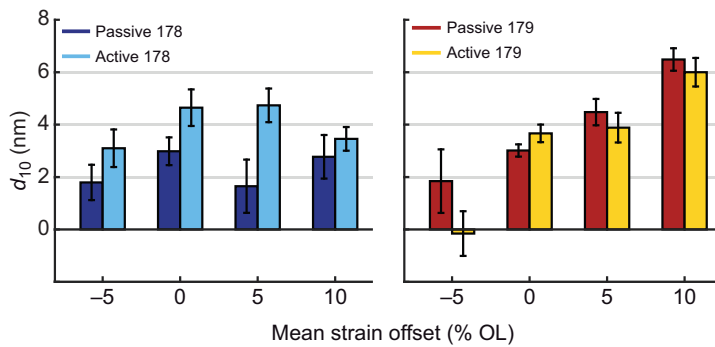 Passive 178
Active 178
Passive 179
Active 179
d10 (nm)
8
6
4
2
0
–5 0 5 10
–5 0 5 10
Mean strain offset (% OL)